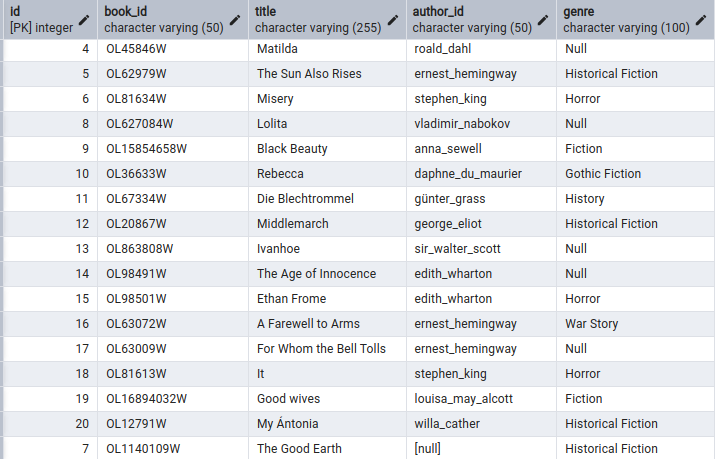 id book_id title author_id genre
[PK] integer character varying (50) character varying (255) character varying (50) character varying (100)
4 OL45846W Matilda roald_dahl Null
5 OL62979W The Sun Also Rises ernest_hemingway Historical Fiction
6 OL81634W Misery stephen_king Horror
8 OL627084W Lolita vladimir_nabokov Null
9 OL15854658W Black Beauty anna_sewell Fiction
10 OL36633W Rebecca daphne_du_maurier Gothic Fiction
11 OL67334W Die Blechtrommel günter_grass History
12 OL20867W Middlemarch george_eliot Historical Fiction
13 OL863808W Ivanhoe sir_walter_scott Null
14 OL98491W The Age of Innocence edith_wharton Null
15 OL98501W Ethan Frome edith_wharton Horror
16 OL63072W A Farewell to Arms ernest_hemingway War Story
17 OL63009W For Whom the Bell Tolls ernest_hemingway Null
18 OL81613W It stephen_king Horror
19 OL16894032W Good wives louisa_may_alcott Fiction
20 OL12791W My Ántonia willa_cather Historical Fiction
7 OL1140109W The Good Earth [null] Historical Fiction